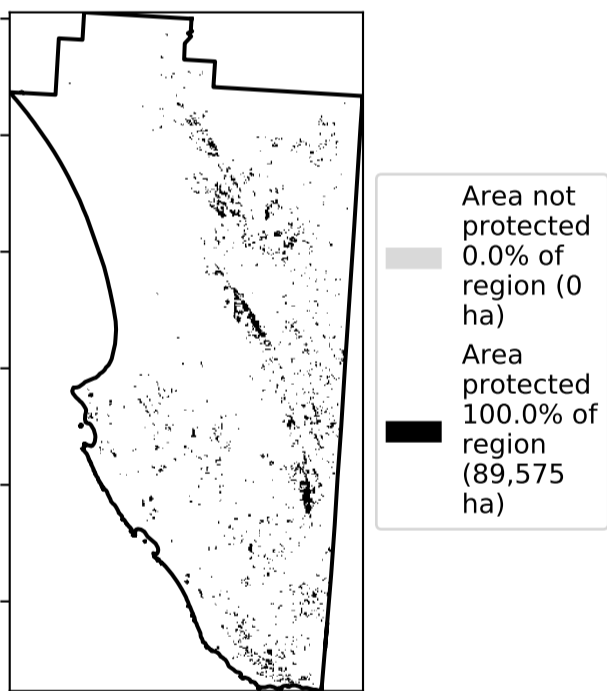 Area not
protected
0.0% of
region (0
ha)
Area
protected
100.0% of
region
(89,575
ha)